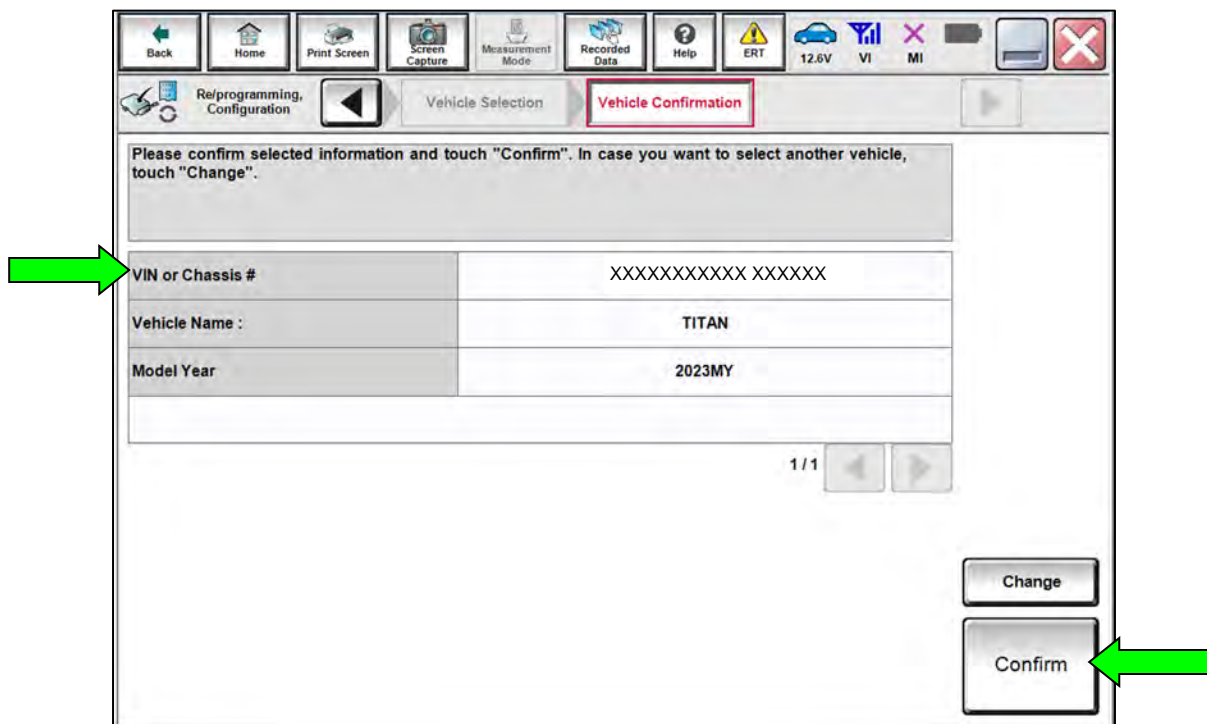 Back
Home
Print Screen
Screen
Capture
Measurement
Mode
Recorded
Data
Help
ERT
12.6V
VI
MI
Re/programming,
Configuration
Vehicle Selection
Vehicle Confirmation
Please confirm selected information and touch "Confirm". In case you want to select another vehicle,
touch "Change".
VIN or Chassis #
XXXXXXXXXXX XXXXXX
Vehicle Name :
TITAN
Model Year
2023MY
1/1
Change
Confirm